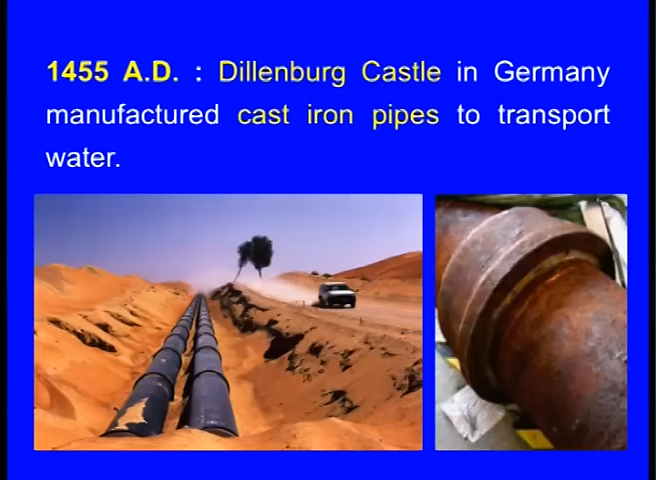 1455 A.D. : Dillenburg Castle in Germany
manufactured cast iron pipes to transport
water.